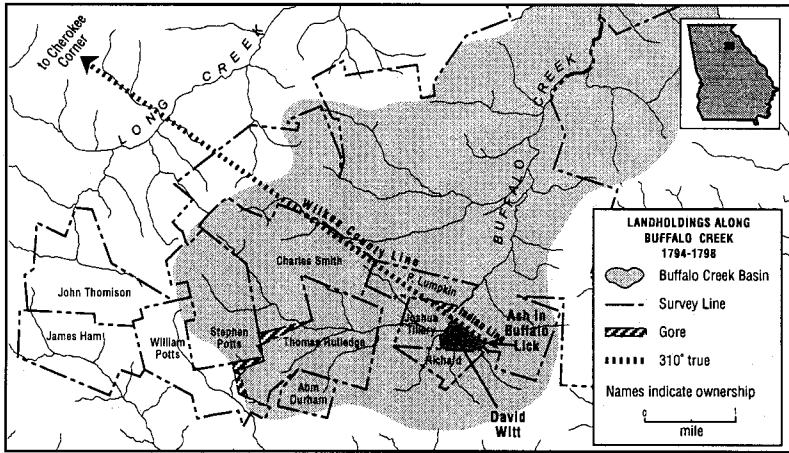 to Cherokee
Corner
LONG CREEK
BUFFALO CREEK
Wilkes County Line
Charles Smith
P. Lumpkin
Indian Line
John Thomison
James Ham
William
Potts
Stephen
Potts
Thomas Rutledge
Abm
Durham
Joshua
Tillery
Richard
Ash in
Buffalo
Lick
David
Witt
LANDHOLDINGS ALONG
BUFFALO CREEK
1794-1798
Buffalo Creek Basin
Survey Line
Gore
310° true
Names indicate ownership
0 1
mile